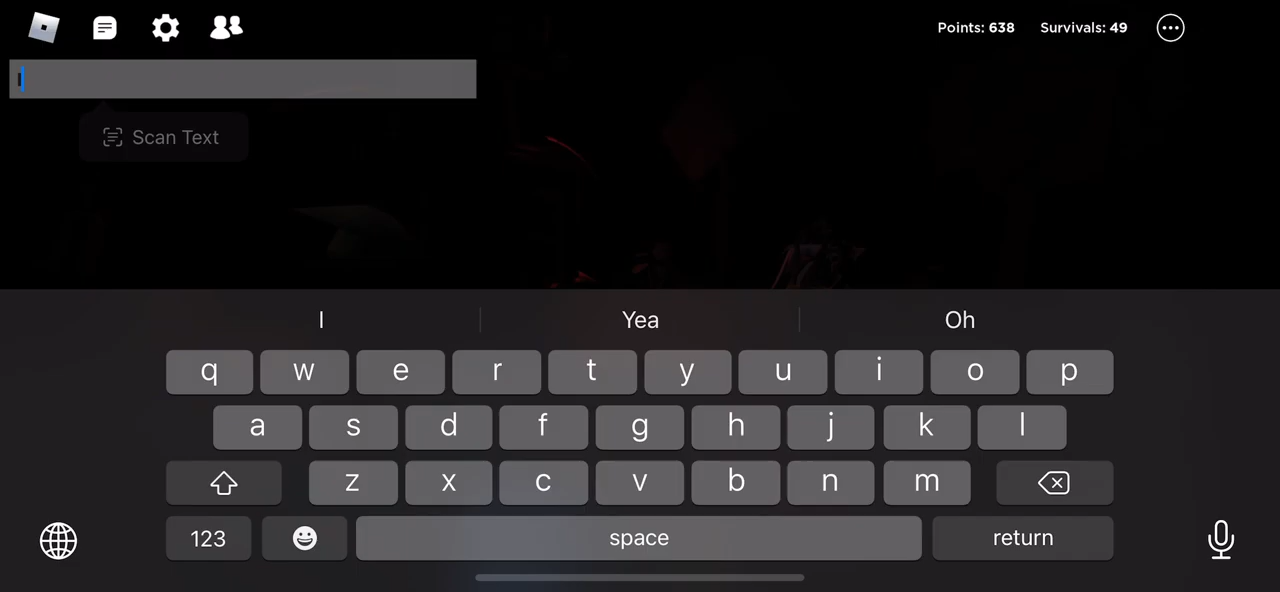 Points: 638 Survivals: 49
Scan Text
I Yea Oh
q w e r t y u i o p
a s d f g h j k l
z x c v b n m
123 space return